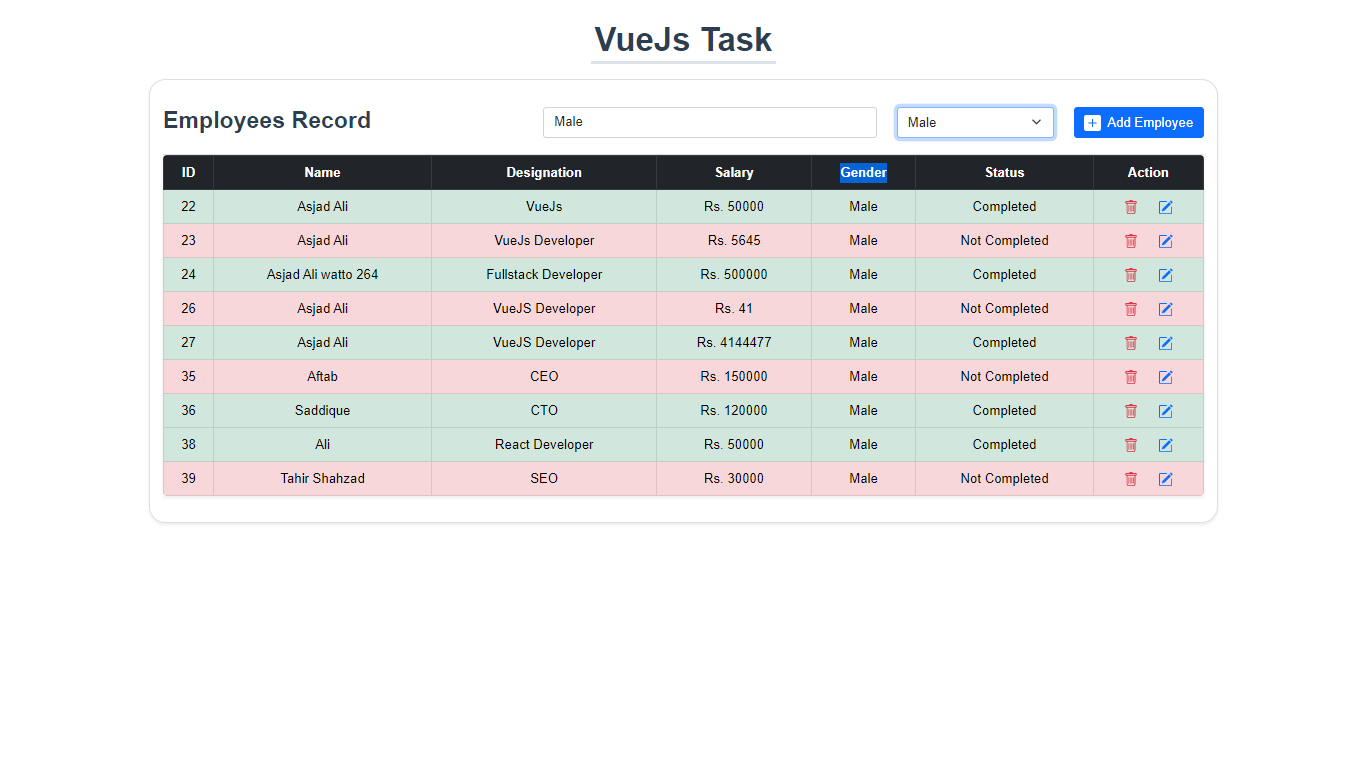 VueJs Task
Employees Record Male Male Add Employee
ID Name Designation Salary Gender Status Action
22 Asjad Ali VueJs Rs. 50000 Male Completed
23 Asjad Ali VueJs Developer Rs. 5645 Male Not Completed
24 Asjad Ali watto 264 Fullstack Developer Rs. 500000 Male Completed
26 Asjad Ali VueJS Developer Rs. 41 Male Not Completed
27 Asjad Ali VueJS Developer Rs. 4144477 Male Completed
35 Aftab CEO Rs. 150000 Male Not Completed
36 Saddique CTO Rs. 120000 Male Completed
38 Ali React Developer Rs. 50000 Male Completed
39 Tahir Shahzad SEO Rs. 30000 Male Not Completed